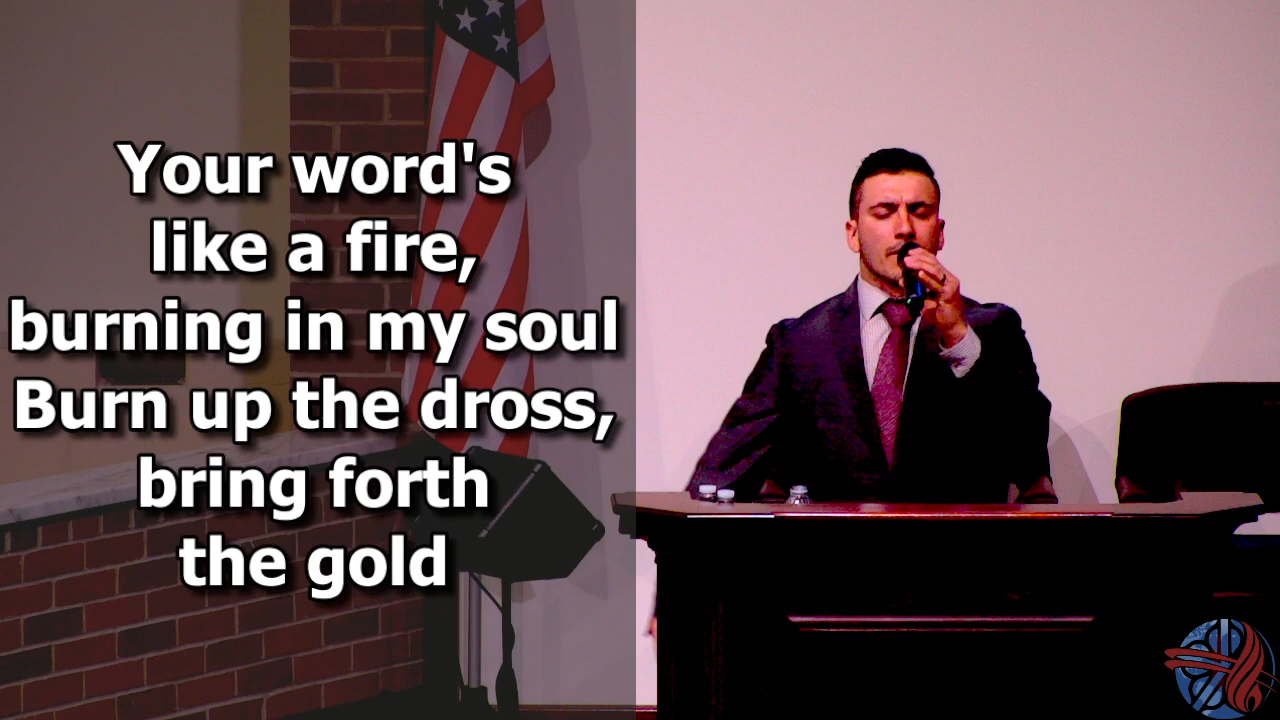 Your word's
like a fire,
burning in my soul
Burn up the dross,
bring forth
the gold